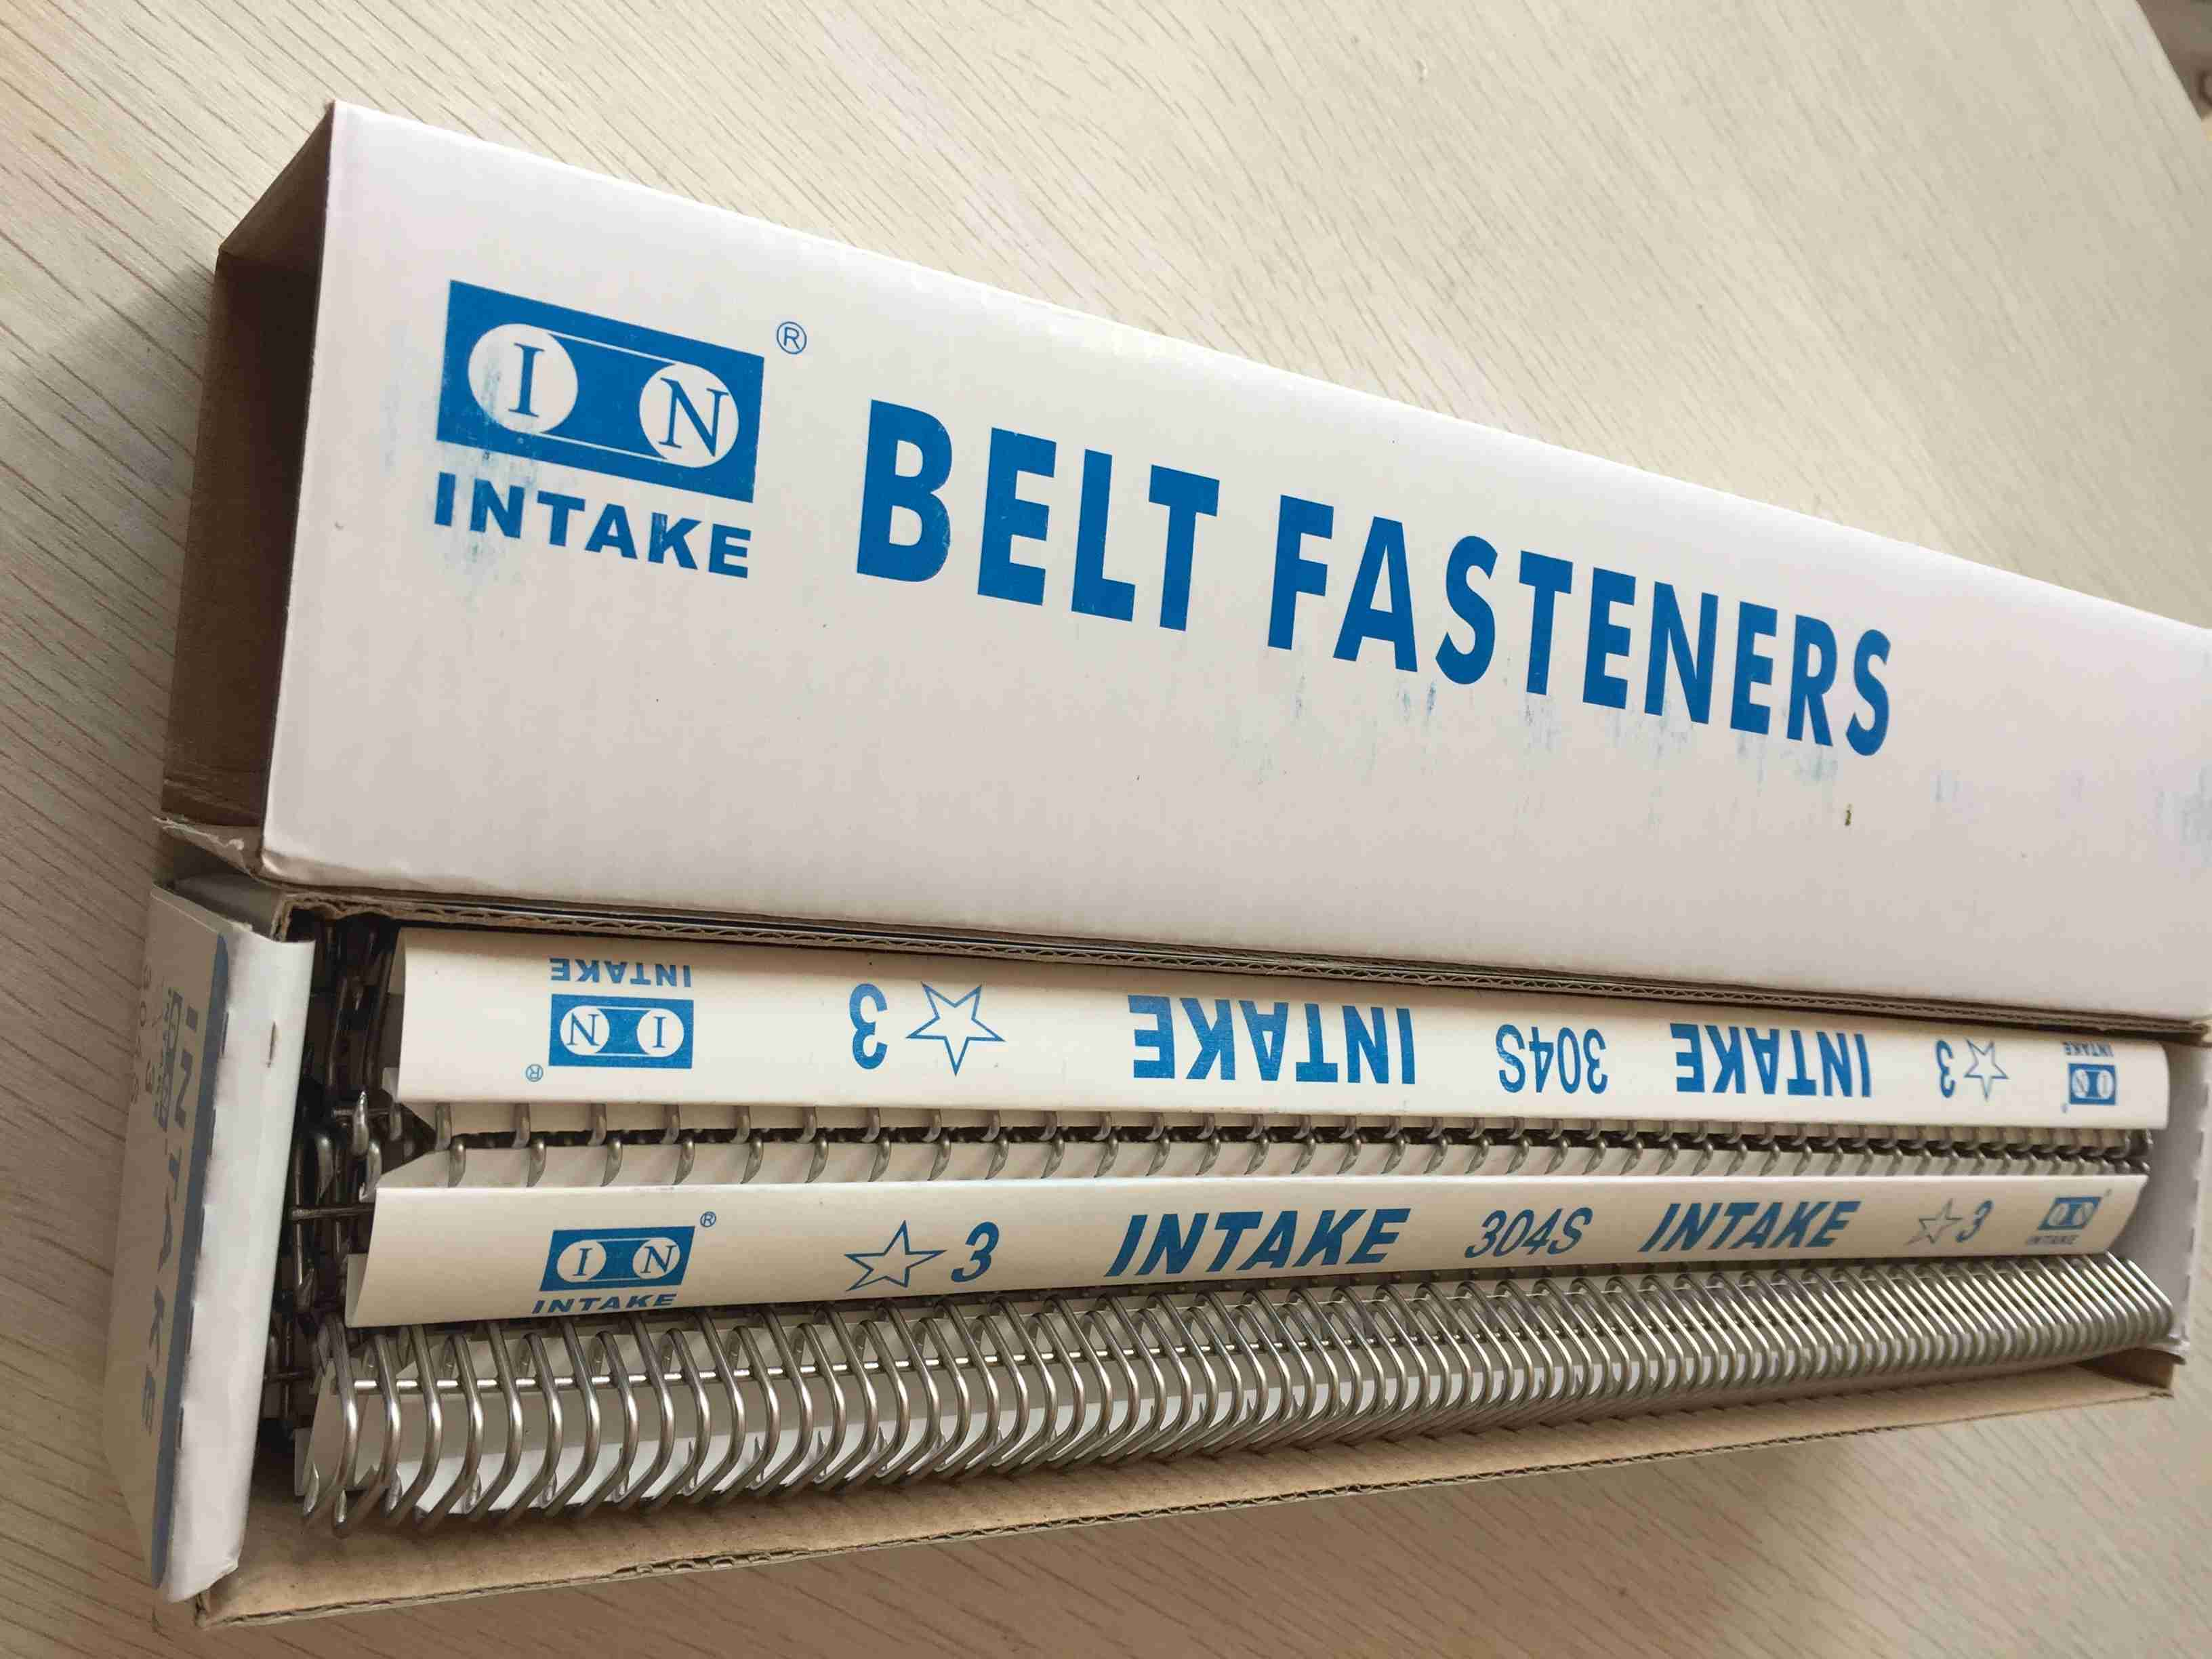 I N ®
INTAKE
BELT FASTENERS
I N ®
INTAKE
☆3 INTAKE 304S INTAKE ☆3
I N ®
INTAKE
I N ®
INTAKE
☆3 INTAKE 304S INTAKE ☆3
I N ®
INTAKE
INTAKE